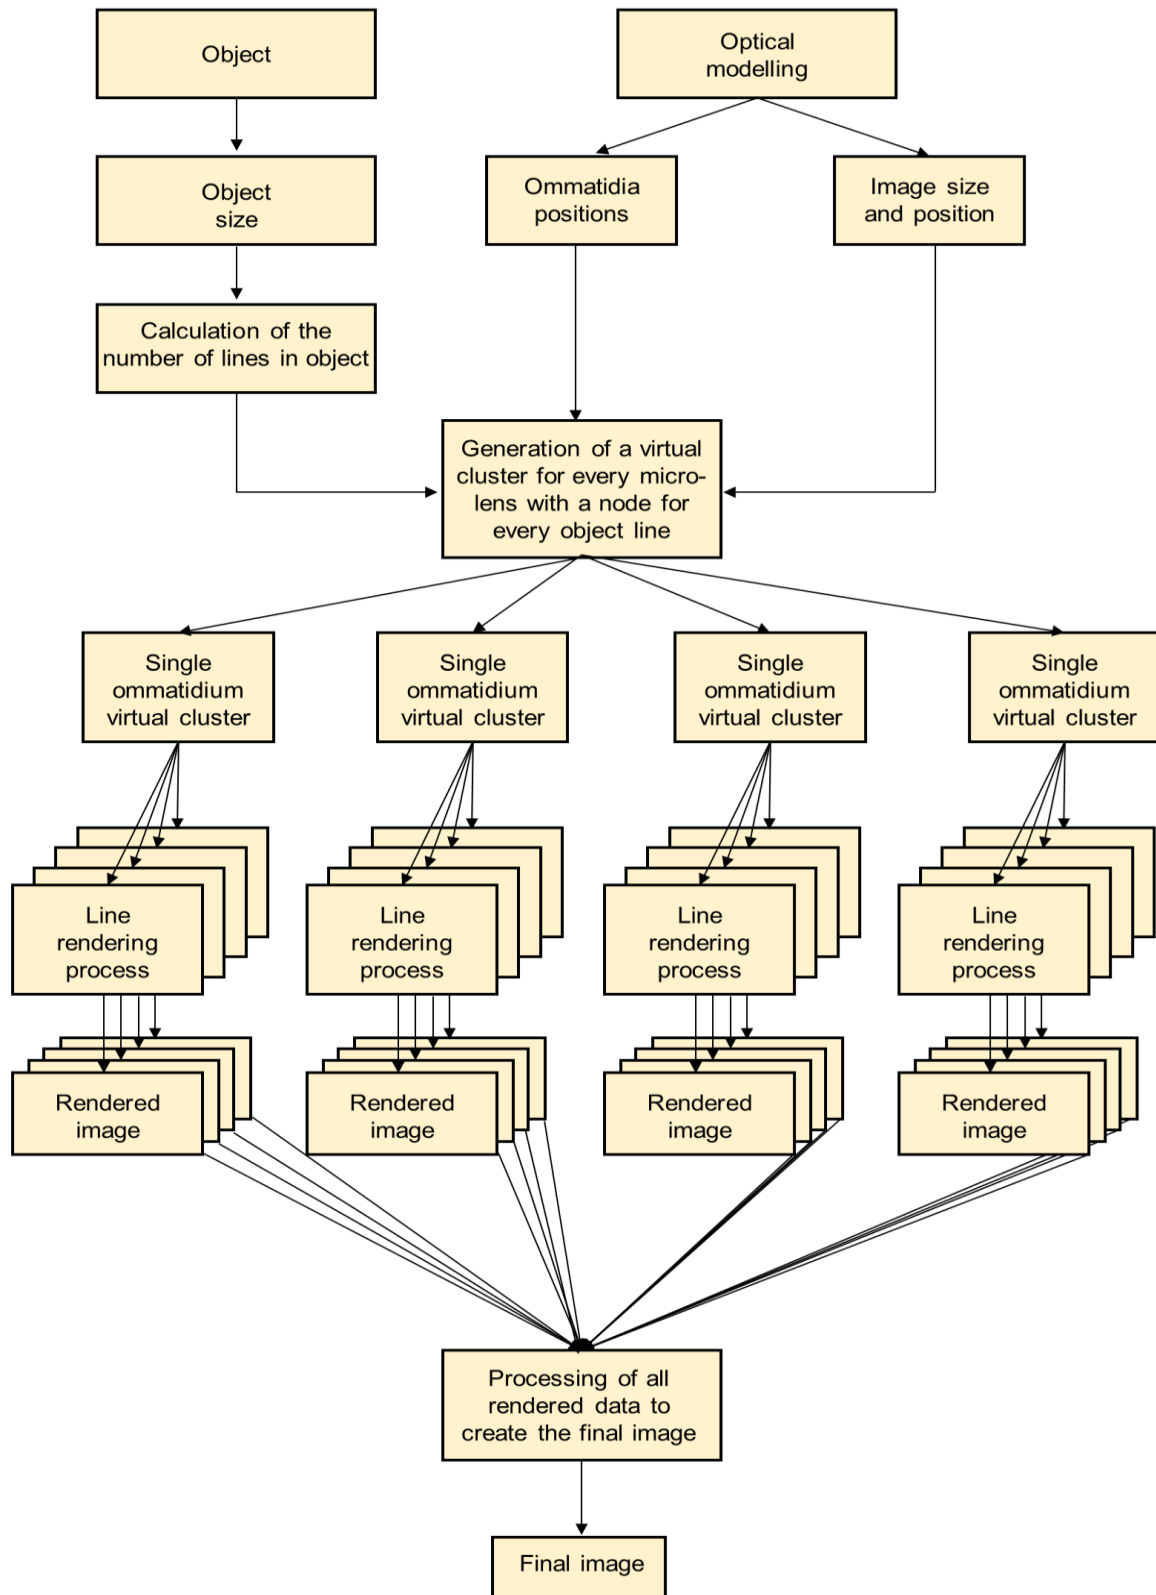 Object
Optical
modelling
Object
size
Ommatidia
positions
Image size
and position
Calculation of the
number of lines in object
Generation of a virtual
cluster for every micro-
lens with a node for
every object line
Single
ommatidium
virtual cluster
Single
ommatidium
virtual cluster
Single
ommatidium
virtual cluster
Single
ommatidium
virtual cluster
Line
rendering
process
Line
rendering
process
Line
rendering
process
Line
rendering
process
Rendered
image
Rendered
image
Rendered
image
Rendered
image
Processing of all
rendered data to
create the final image
Final image